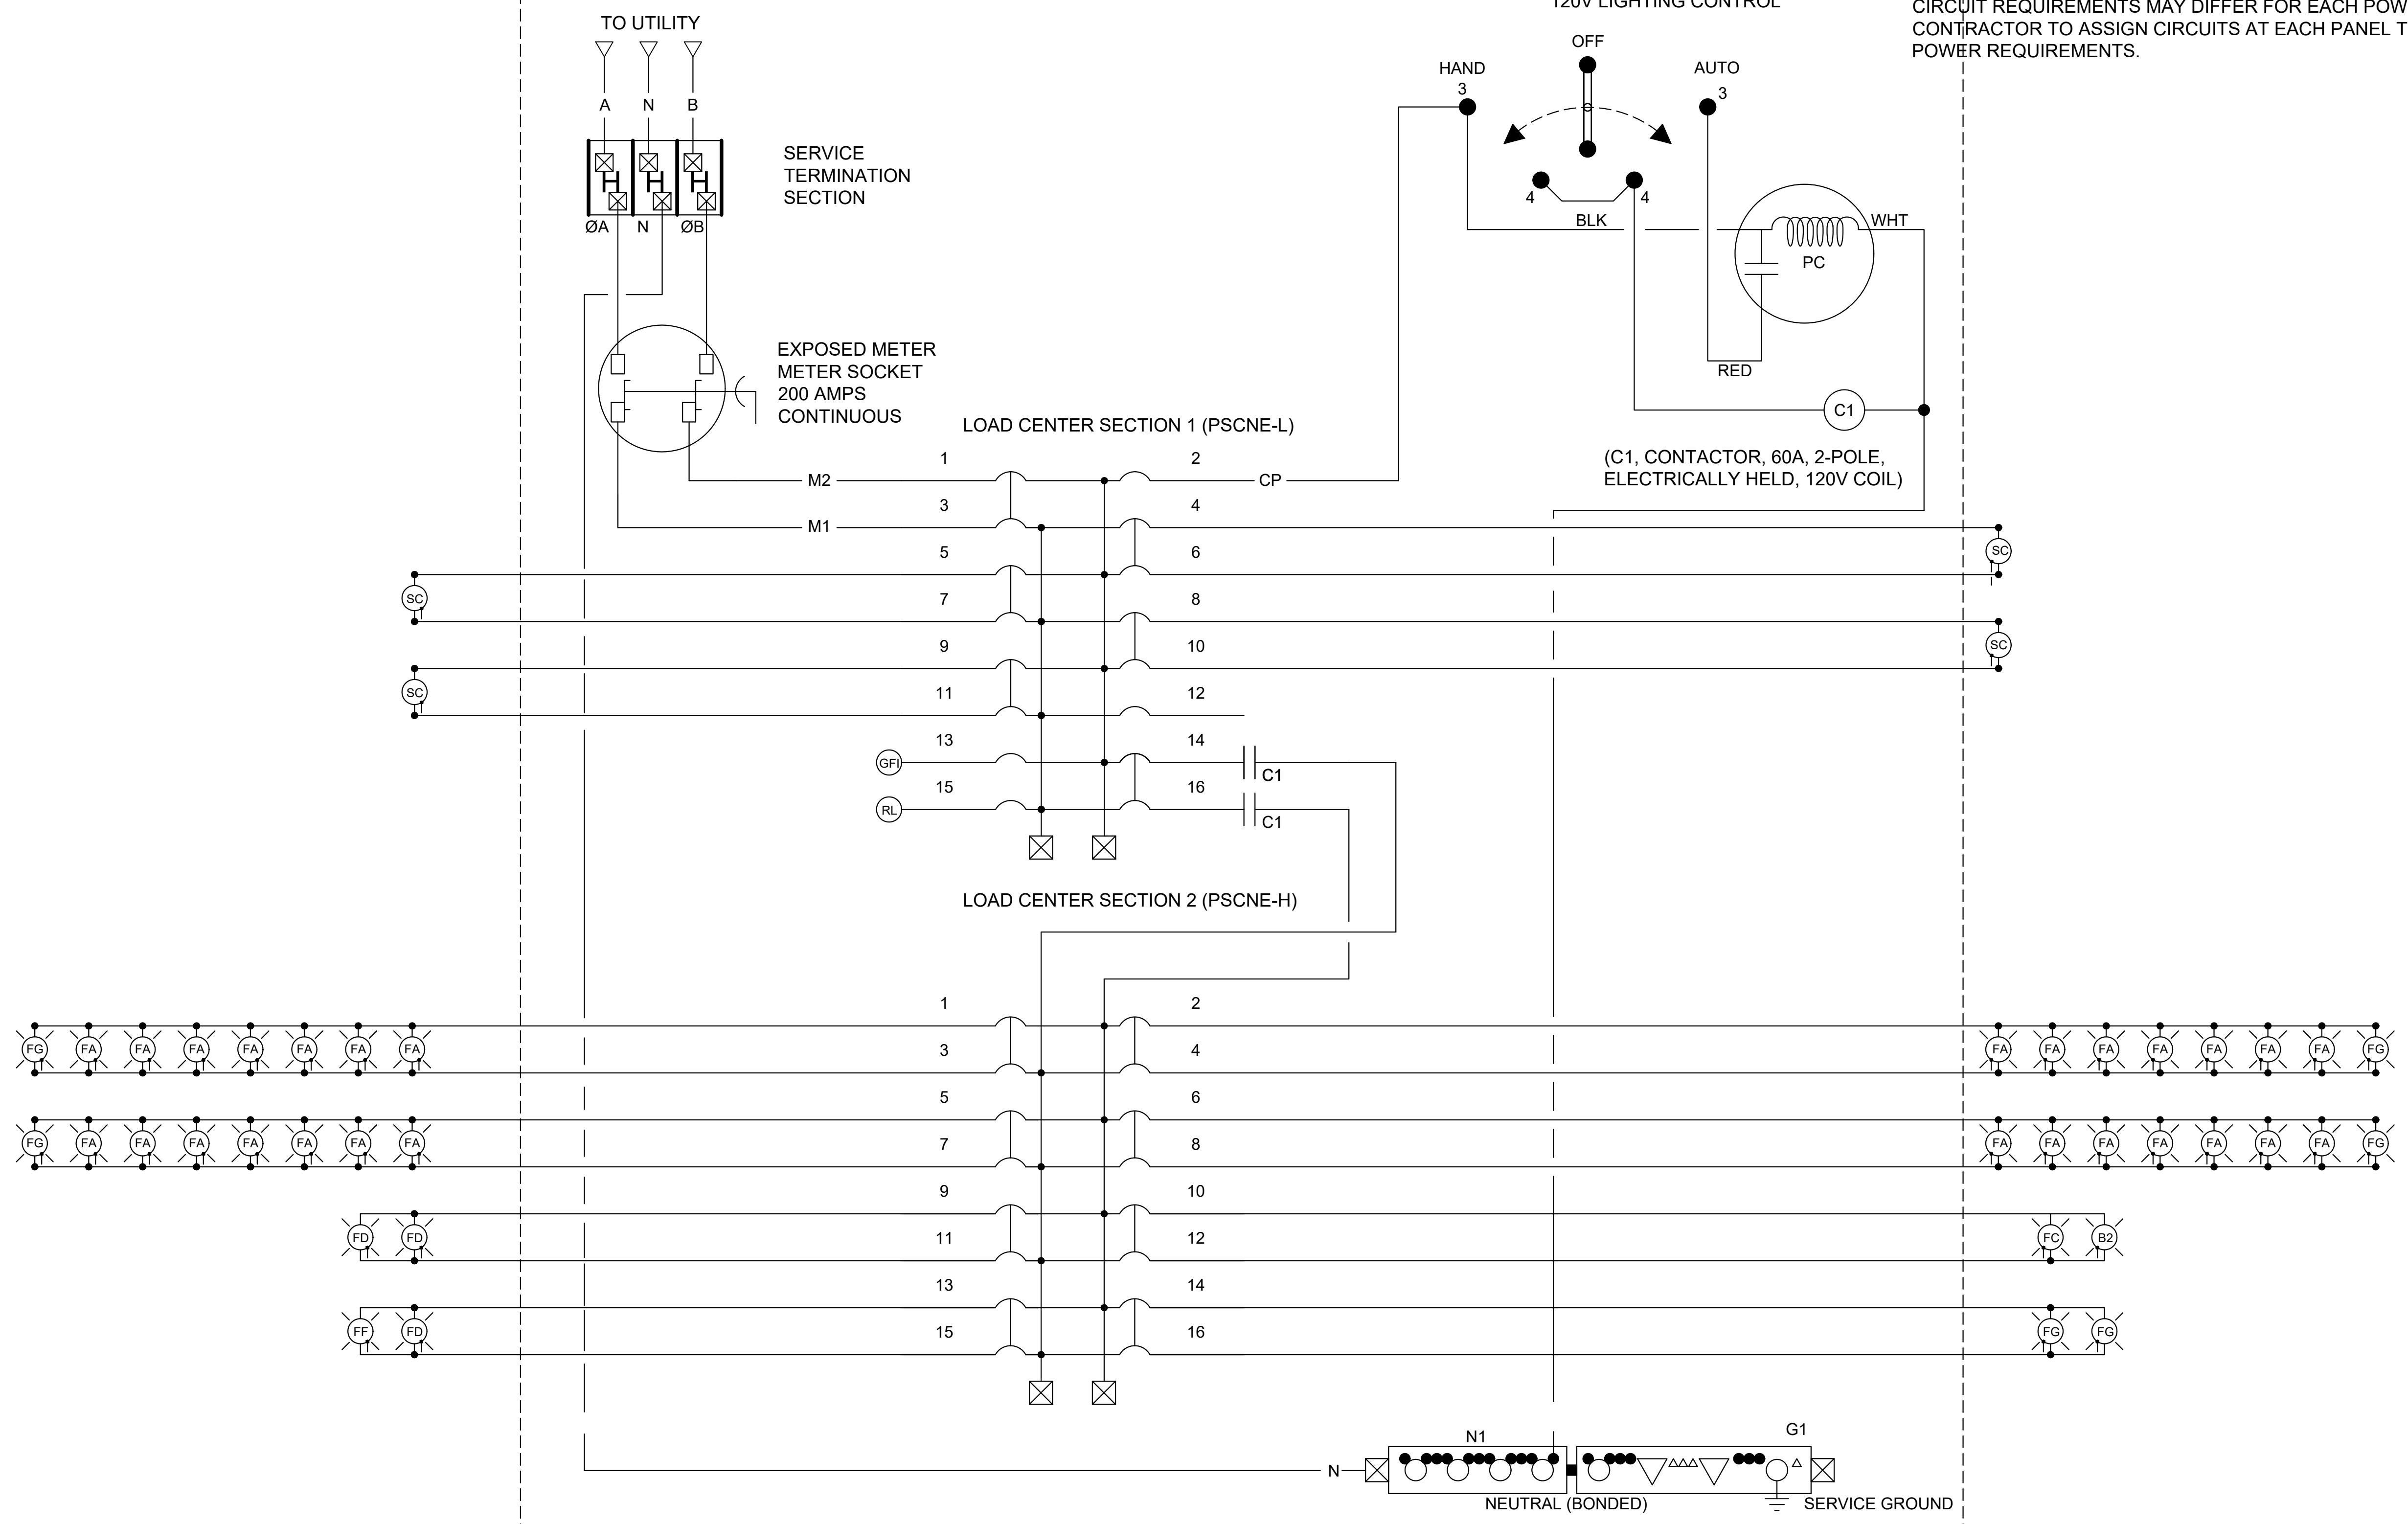 120V LIGHTING CONTROL
CIRCUIT REQUIREMENTS MAY DIFFER FOR EACH POW
CONTRACTOR TO ASSIGN CIRCUITS AT EACH PANEL T
POWER REQUIREMENTS.
TO UTILITY
A N B
SERVICE
TERMINATION
SECTION
ØA N ØB
EXPOSED METER
METER SOCKET
200 AMPS
CONTINUOUS
OFF
HAND
3
AUTO
3
4 4
BLK
WHT
PC
RED
C1
(C1, CONTACTOR, 60A, 2-POLE,
ELECTRICALLY HELD, 120V COIL)
LOAD CENTER SECTION 1 (PSCNE-L)
1 2
M2 CP
3 4
M1
5 6
SC
SC
7 8
9 10
SC
SC
11 12
13 14
GFI C1
15 16
RL C1
LOAD CENTER SECTION 2 (PSCNE-H)
1 2
FG FA FA FA FA FA FA FA 3 4 FA FA FA FA FA FA FA FG
5 6
FG FA FA FA FA FA FA FA 7 8 FA FA FA FA FA FA FA FG
9 10
FD FD 11 12 FC B2
13 14
FF FD 15 16 FG FG
N1 G1
N
NEUTRAL (BONDED) SERVICE GROUND